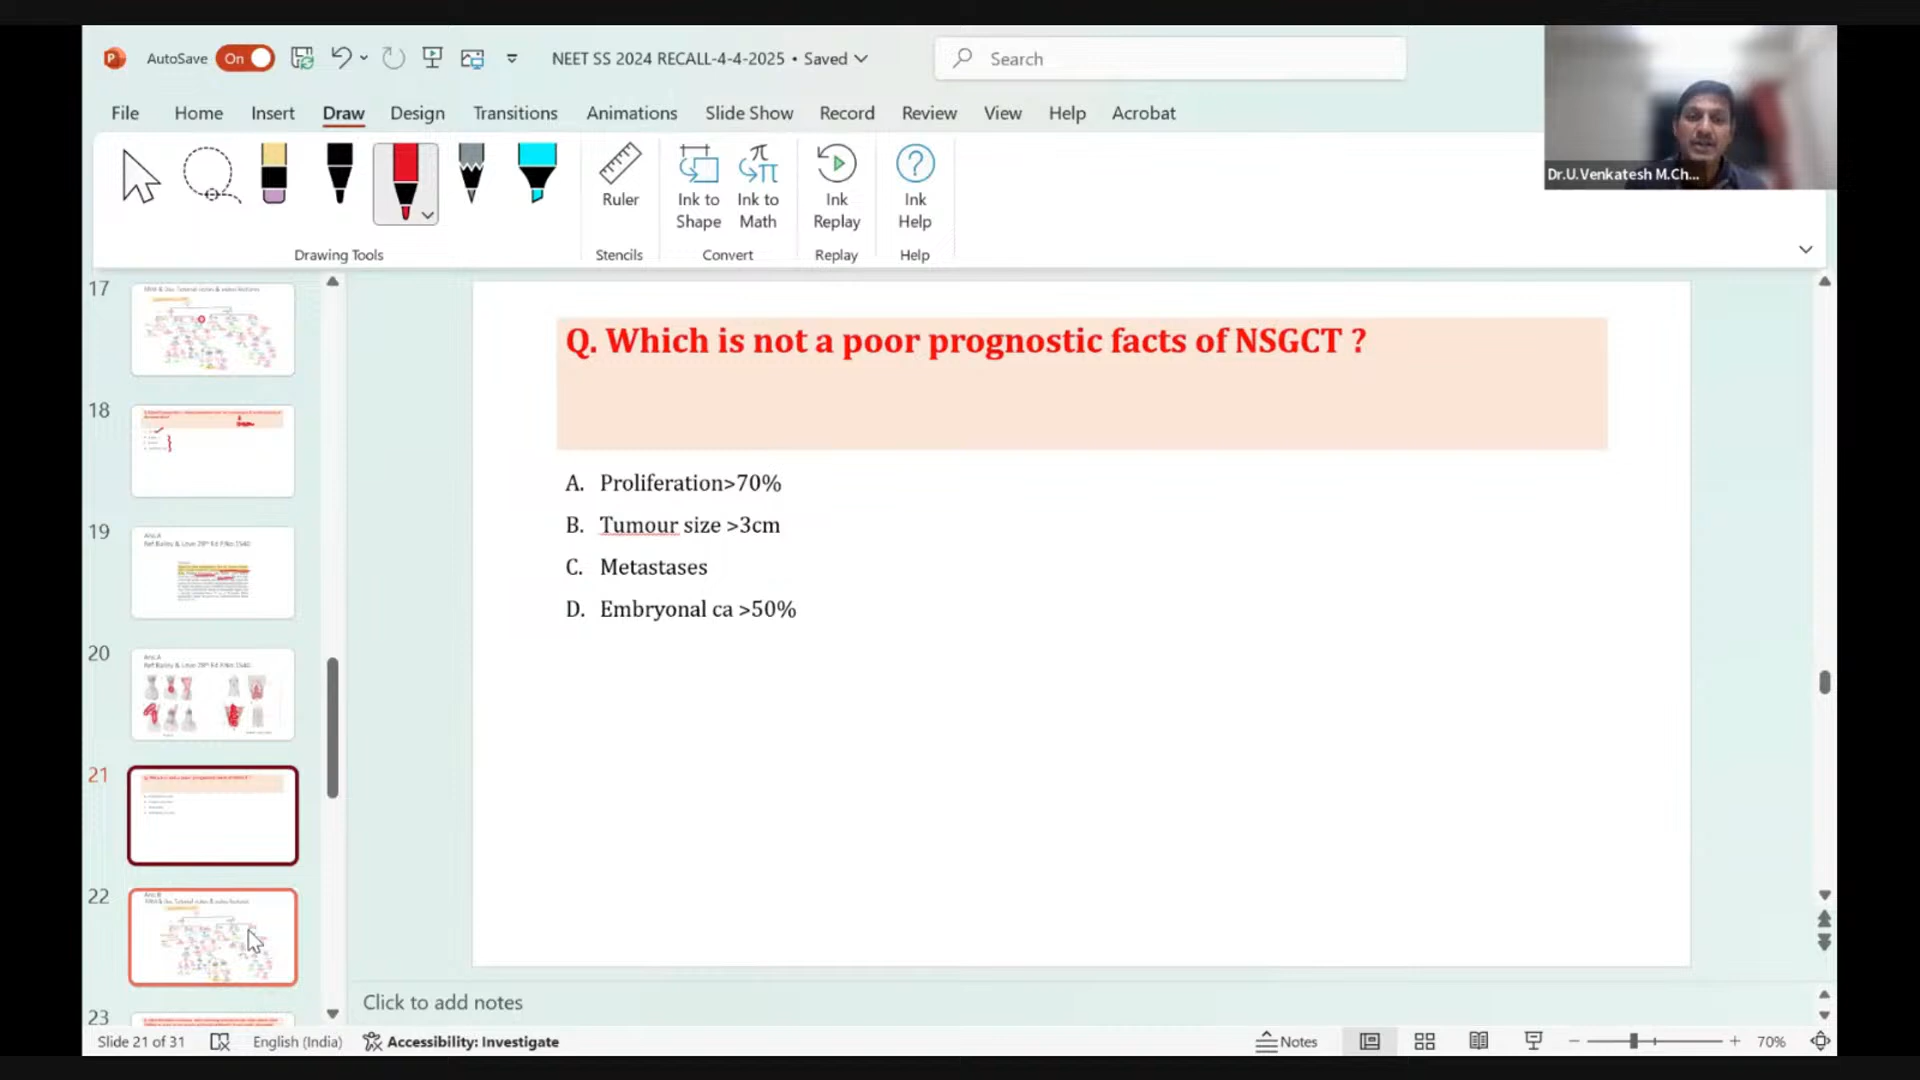 AutoSave On NEET SS 2024 RECALL-4-4-2025 • Saved Search
File Home Insert Draw Design Transitions Animations Slide Show Record Review View Help Acrobat
Dr.U.Venkatesh M.Ch...
Ruler
Ink to Shape
Ink to Math
Ink Replay
Ink Help
Drawing Tools Stencils Convert Replay Help
17
18
19
20
21
22
23
Q. Which is not a poor prognostic facts of NSGCT ?
A. Proliferation>70%
B. Tumour size >3cm
C. Metastases
D. Embryonal ca >50%
Click to add notes
Slide 21 of 31 English (India) Accessibility: Investigate Notes 70%